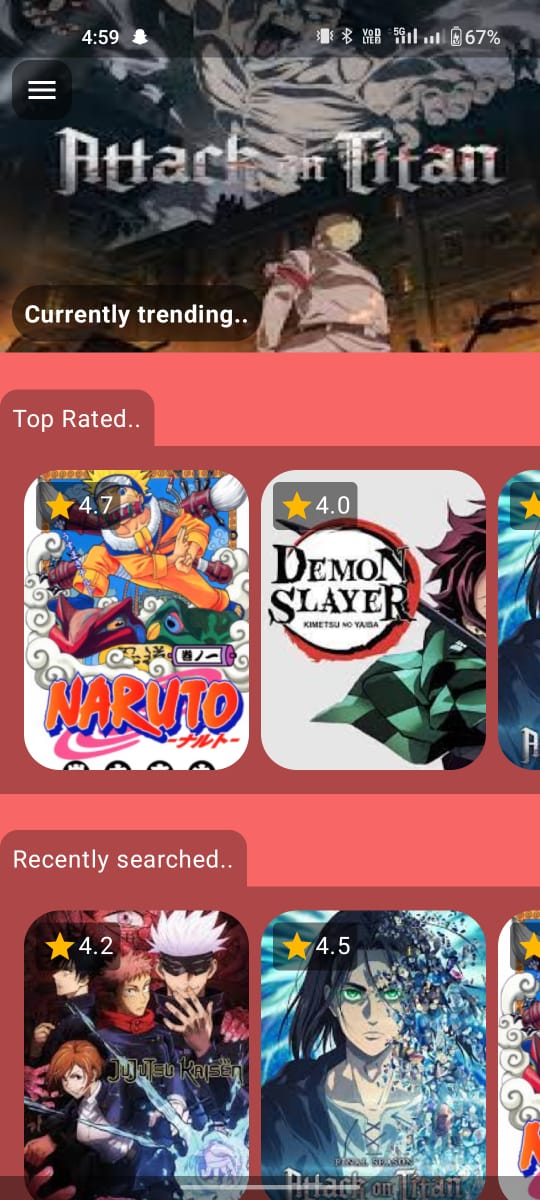 4:59
VoD
LTE2
5G
67%
Attack on Titan
Currently trending..
Top Rated..
4.7
4.0
巻ノ一
NARUTO
-ナルト-
DEMON
SLAYER
KIMETSU NO YAIBA
Recently searched..
4.2
4.5
JUJUTSU KAISEN
FINAL SEASON
Attack on Titan